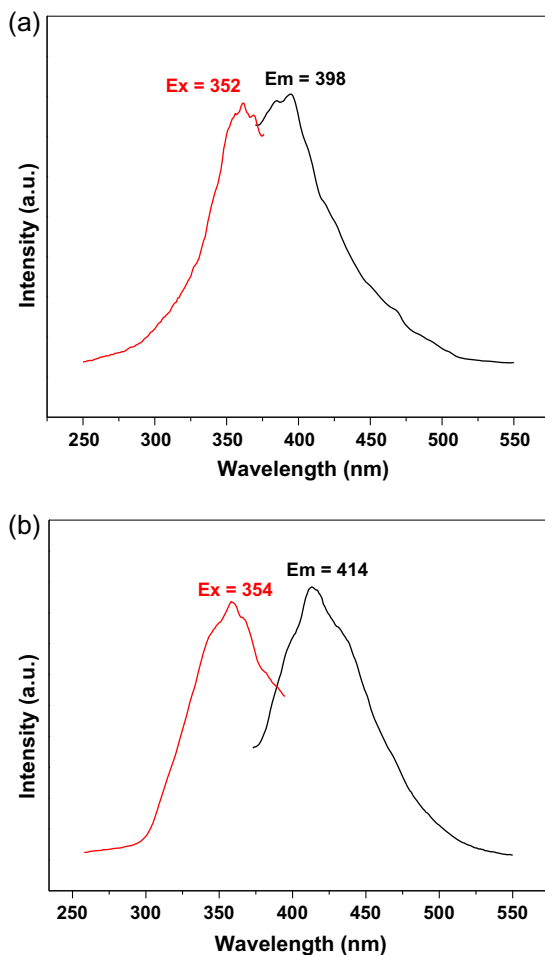 (a)
Ex = 352
Em = 398
Intensity (a.u.)
250 300 350 400 450 500 550
Wavelength (nm)
(b)
Em = 414
Ex = 354
Intensity (a.u.)
250 300 350 400 450 500 550
Wavelength (nm)